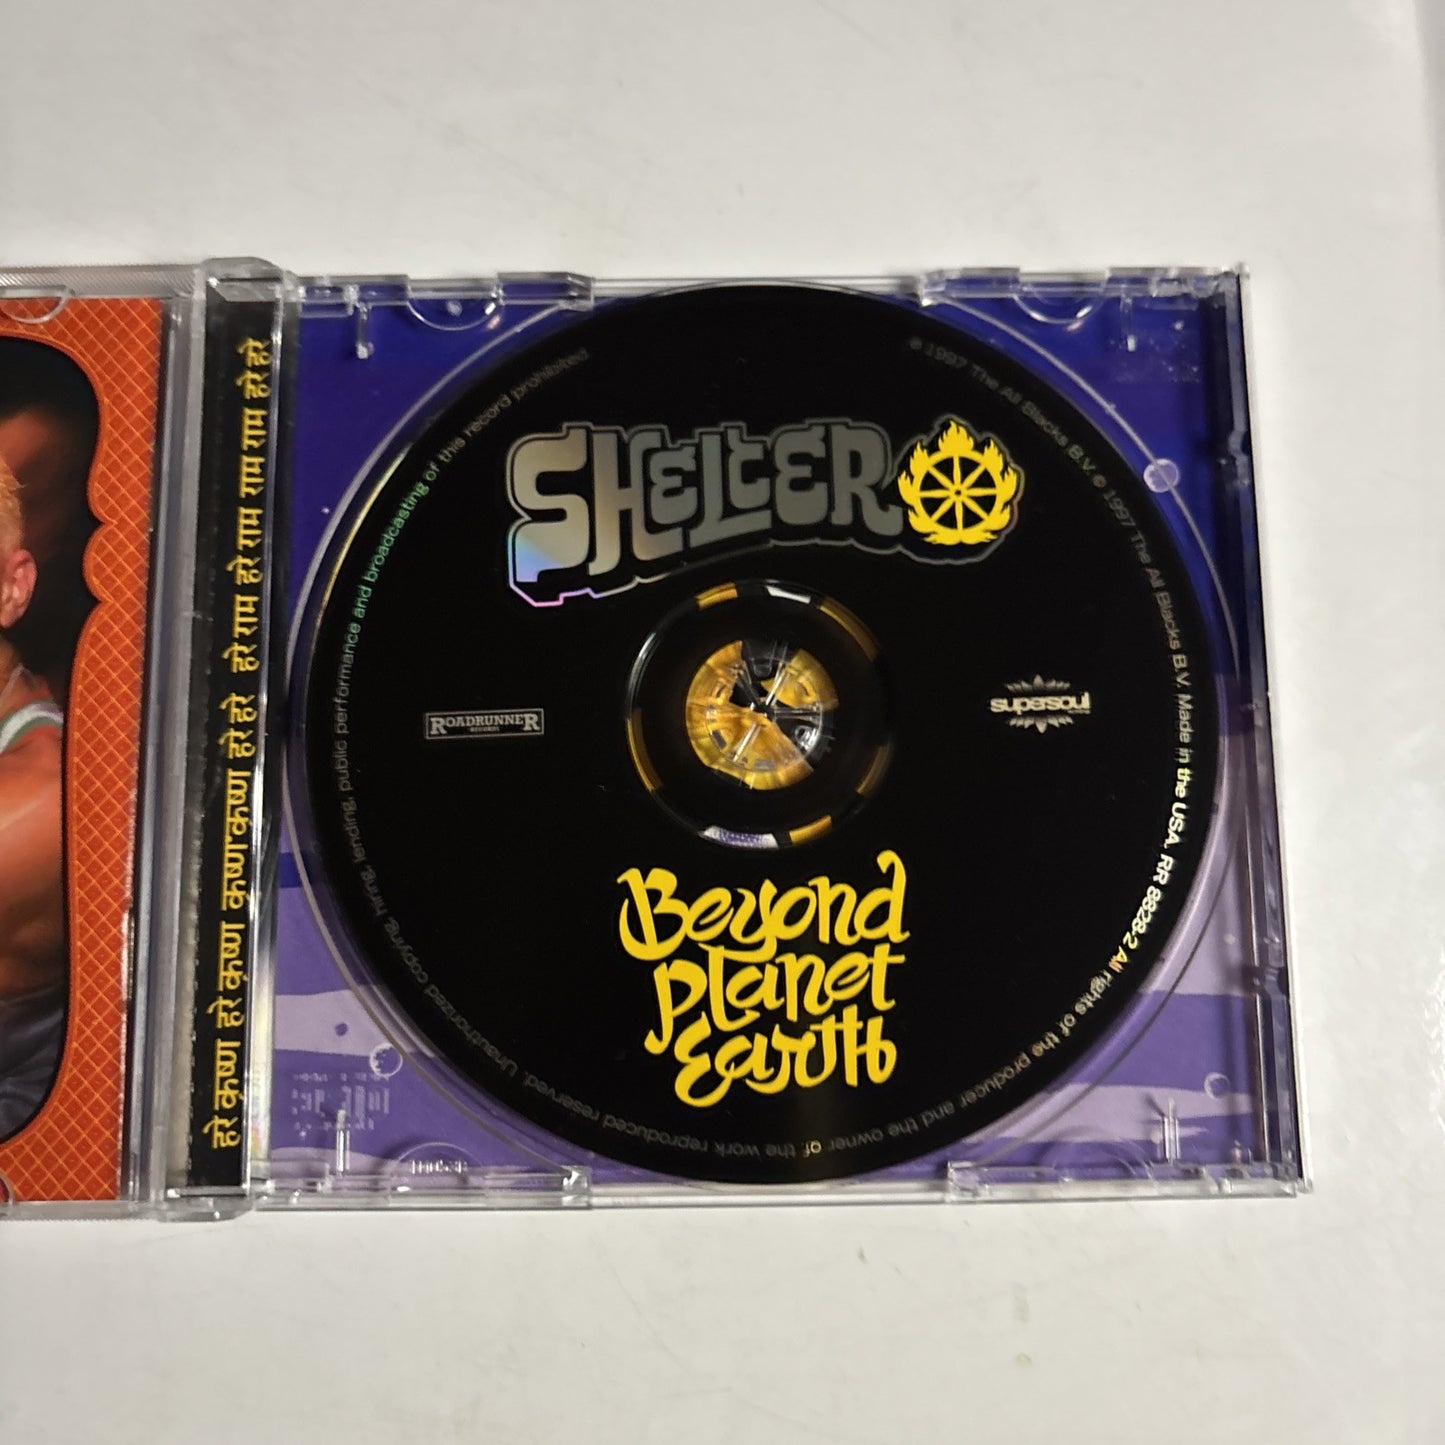 हरे कृष्ण हरे कृष्ण कृष्ण कृष्ण हरे हरे हरे राम हरे राम राम राम हरे हरे
SHELTER
ROADRUNNER
RECORDS
supersoul
Beyond
Planet
Earth
℗ 1997 The All Blacks B.V. © 1997 The All Blacks B.V. Made in the USA. RR 8828-2 All rights of the producer and the owner of the work reproduced reserved. Unauthorized copying, hiring, lending, public performance and broadcasting of this record prohibited.